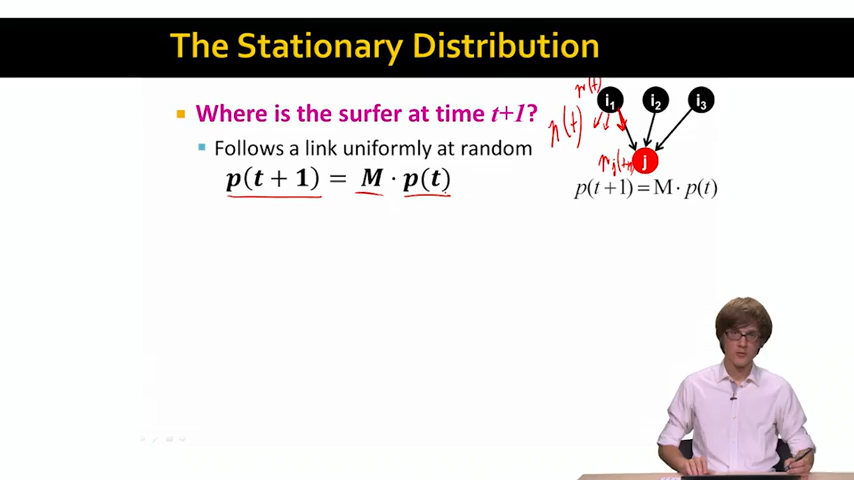 The Stationary Distribution
Where is the surfer at time t+1?
Follows a link uniformly at random
p(t + 1) = M · p(t)
i1 i2 i3
p(t)
j
p(t+1) = M · p(t)